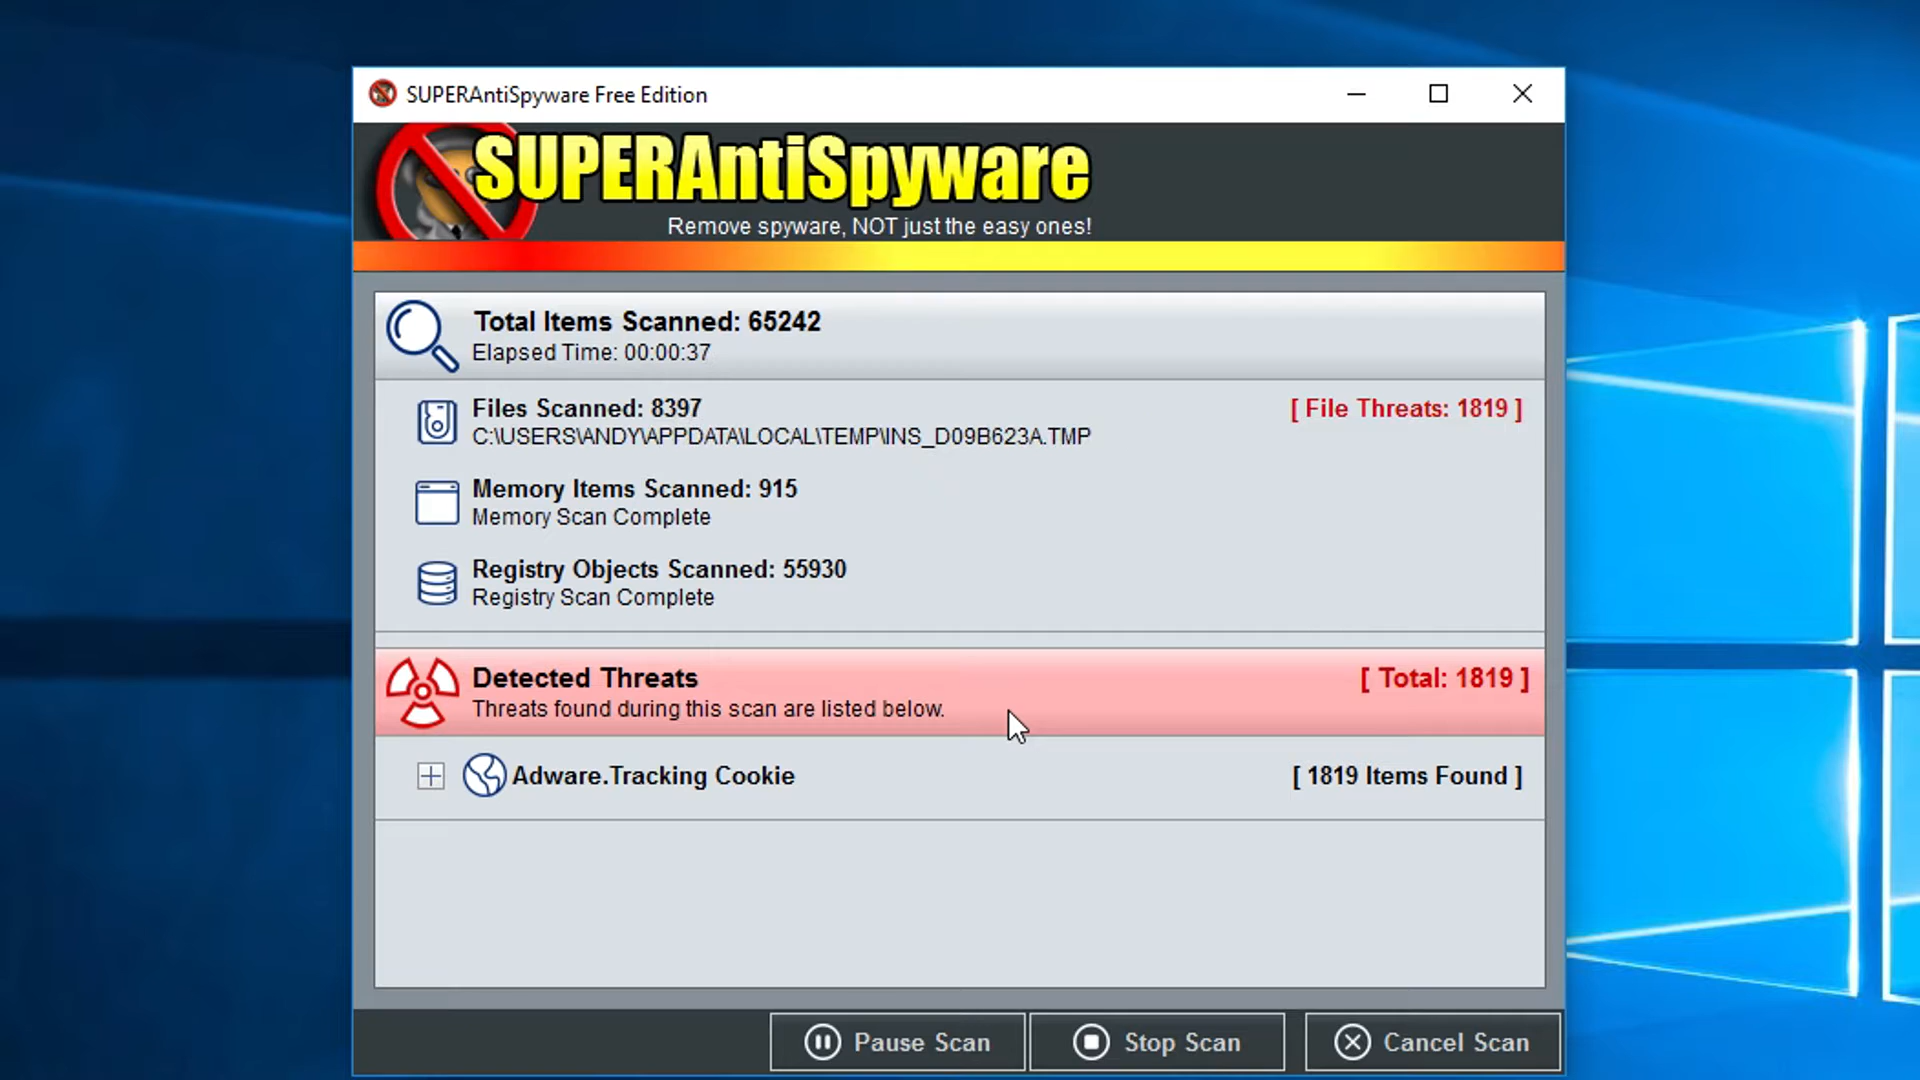 SUPERAntiSpyware Free Edition
SUPERAntiSpyware
Remove spyware, NOT just the easy ones!
Total Items Scanned: 65242
Elapsed Time: 00:00:37
Files Scanned: 8397
[ File Threats: 1819 ]
C:\USERS\ANDY\APPDATA\LOCAL\TEMP\INS_D09B623A.TMP
Memory Items Scanned: 915
Memory Scan Complete
Registry Objects Scanned: 55930
Registry Scan Complete
Detected Threats
[ Total: 1819 ]
Threats found during this scan are listed below.
Adware.Tracking Cookie
[ 1819 Items Found ]
Pause Scan
Stop Scan
Cancel Scan